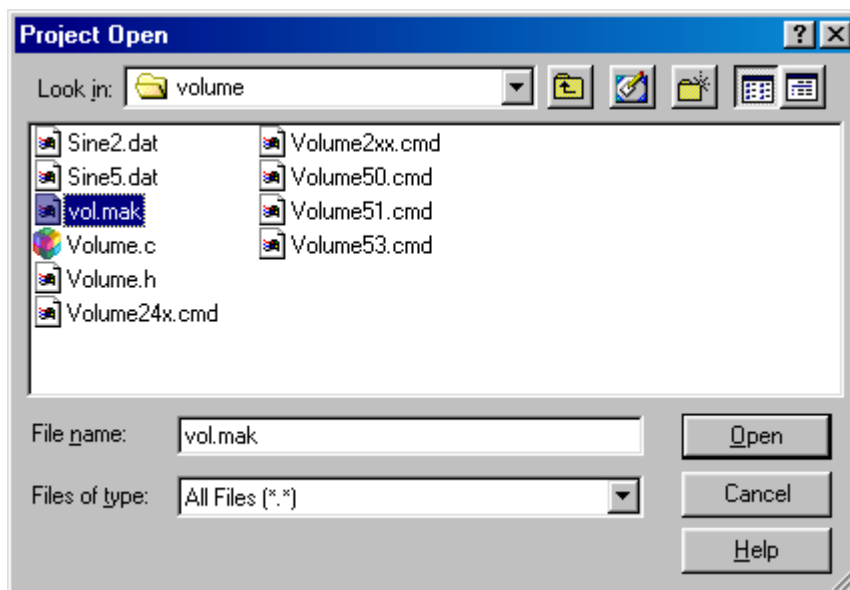 Project Open
Look in: volume
Sine2.dat
Sine5.dat
vol.mak
Volume.c
Volume.h
Volume24x.cmd
Volume2xx.cmd
Volume50.cmd
Volume51.cmd
Volume53.cmd
File name: vol.mak
Open
Files of type: All Files (*.*)
Cancel
Help